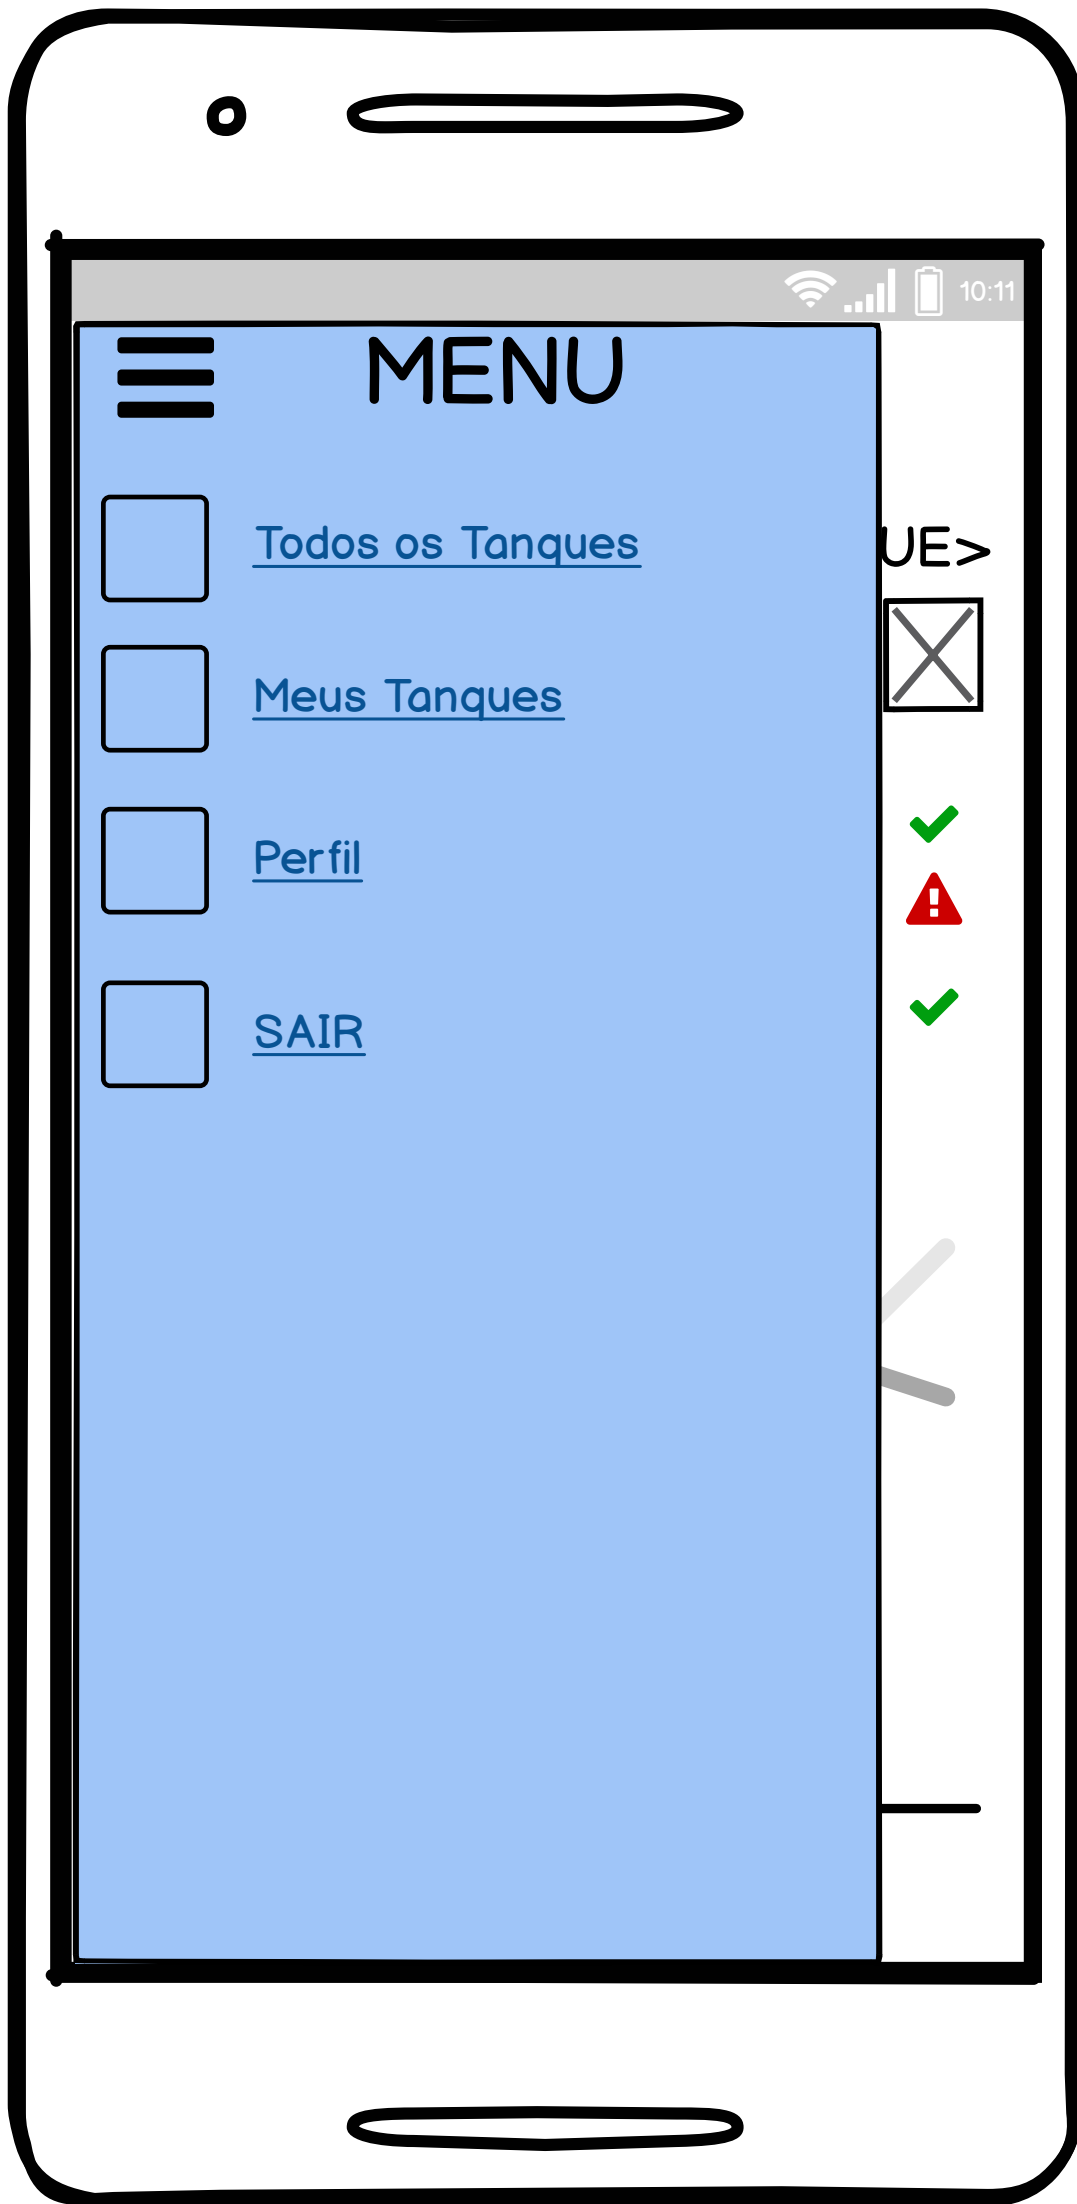 10:11
MENU
Todos os Tanques
UE>
Meus Tanques
Perfil
SAIR